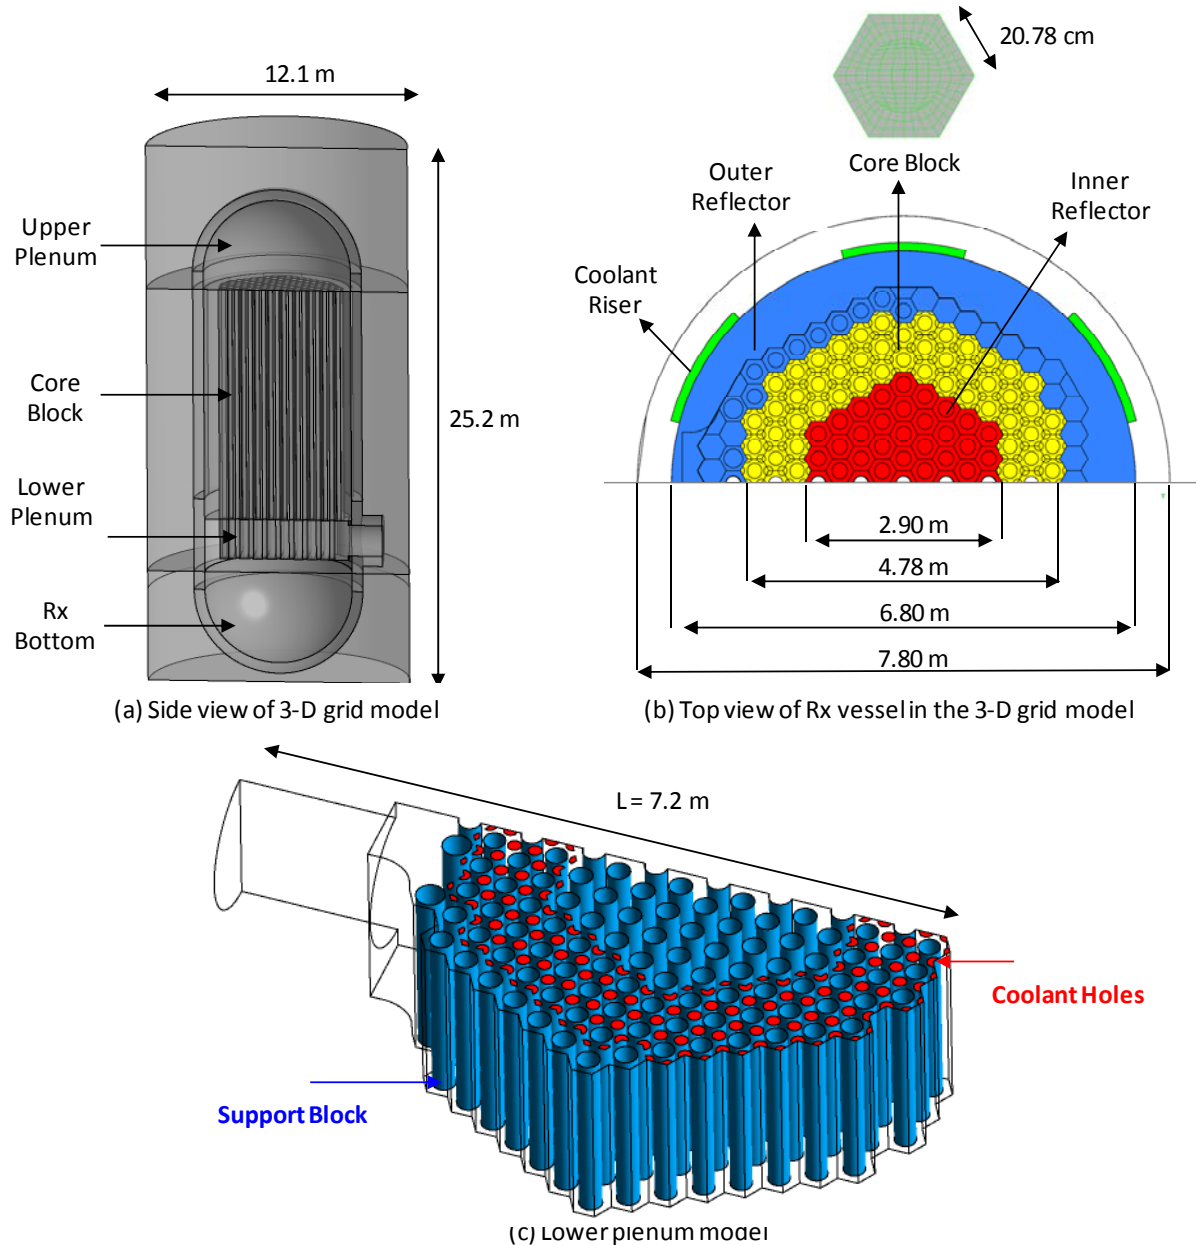 12.1 m
Upper
Plenum
Core
Block
25.2 m
Lower
Plenum
Rx
Bottom
(a) Side view of 3-D grid model
20.78 cm
Core Block
Outer
Reflector
Inner
Reflector
Coolant
Riser
2.90 m
4.78 m
6.80 m
7.80 m
(b) Top view of Rx vessel in the 3-D grid model
L = 7.2 m
Coolant Holes
Support Block
(c) Lower plenum model